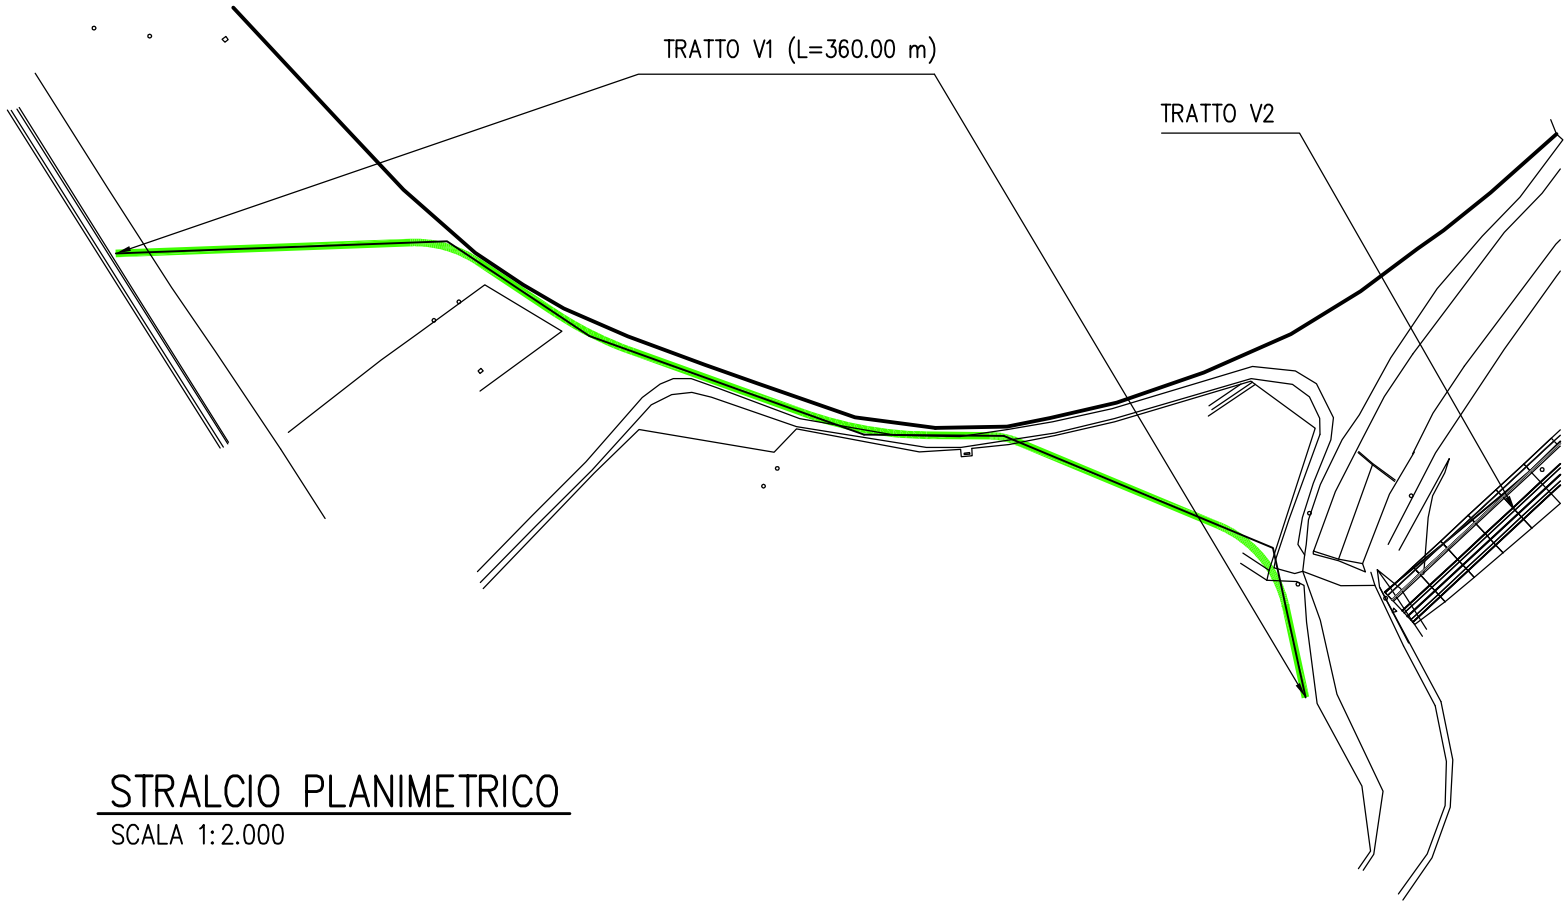 TRATTO V1 (L=360.00 m)
TRATTO V2
STRALCIO PLANIMETRICO
SCALA 1:2.000